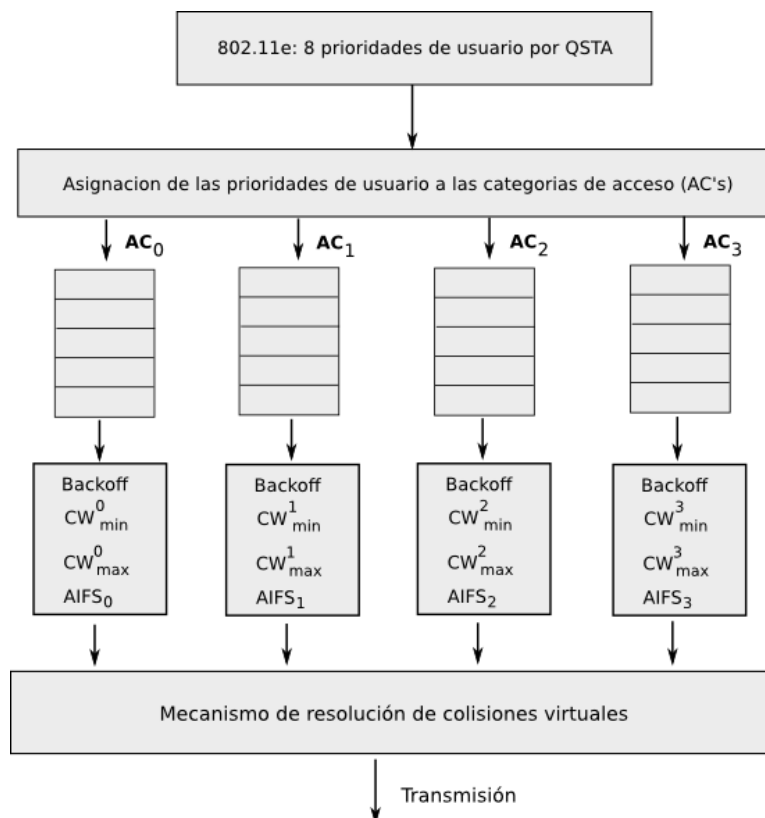 802.11e: 8 prioridades de usuario por QSTA
Asignacion de las prioridades de usuario a las categorias de acceso (AC's)
AC0 AC1 AC2 AC3
Backoff Backoff Backoff Backoff
CW0min CW1min CW2min CW3min
CW0max CW1max CW2max CW3max
AIFS0 AIFS1 AIFS2 AIFS3
Mecanismo de resolución de colisiones virtuales
Transmisión